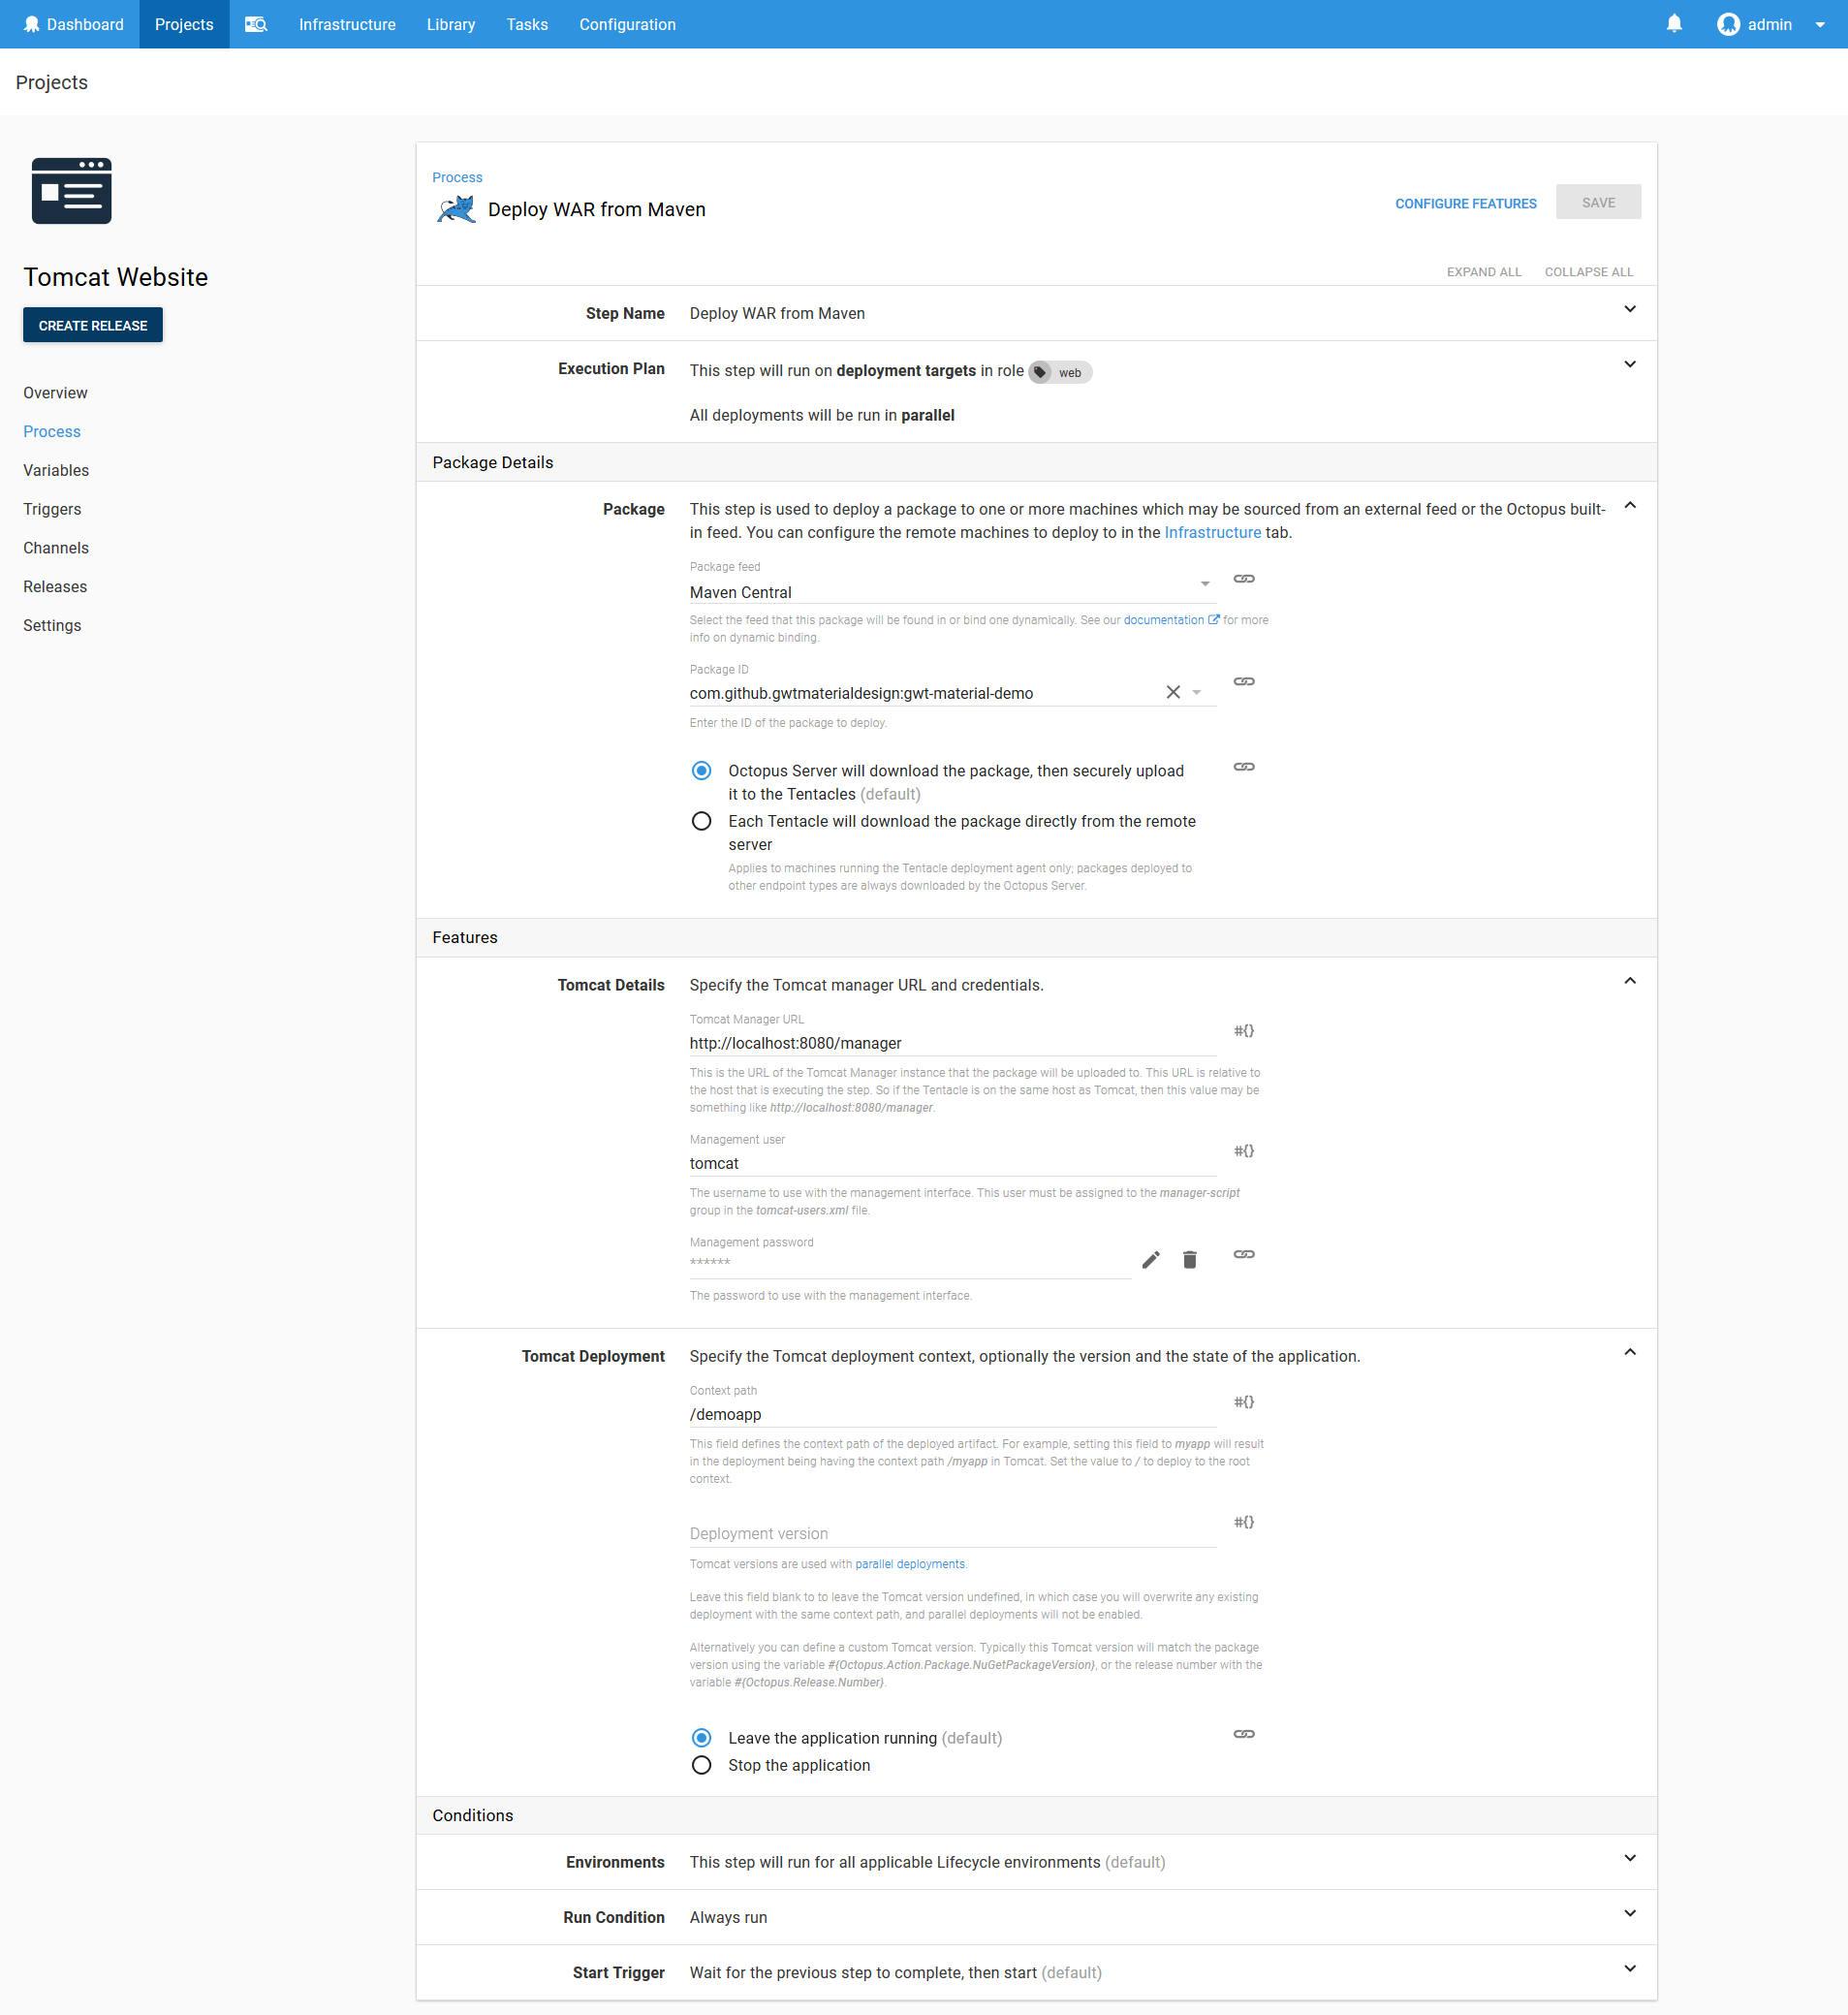 Dashboard
Projects
Infrastructure
Library
Tasks
Configuration
admin
Projects
Tomcat Website
CREATE RELEASE
Overview
Process
Variables
Triggers
Channels
Releases
Settings
Process
Deploy WAR from Maven
CONFIGURE FEATURES
SAVE
EXPAND ALL
COLLAPSE ALL
Step Name
Deploy WAR from Maven
Execution Plan
This step will run on deployment targets in role web
All deployments will be run in parallel
Package Details
Package
This step is used to deploy a package to one or more machines which may be sourced from an external feed or the Octopus built-
in feed. You can configure the remote machines to deploy to in the Infrastructure tab.
Package feed
Maven Central
Select the feed that this package will be found in or bind one dynamically. See our documentation for more
info on dynamic binding.
Package ID
com.github.gwtmaterialdesign:gwt-material-demo
Enter the ID of the package to deploy.
Octopus Server will download the package, then securely upload
it to the Tentacles (default)
Each Tentacle will download the package directly from the remote
server
Applies to machines running the Tentacle deployment agent only; packages deployed to
other endpoint types are always downloaded by the Octopus Server.
Features
Tomcat Details
Specify the Tomcat manager URL and credentials.
Tomcat Manager URL
http://localhost:8080/manager
#{}
This is the URL of the Tomcat Manager instance that the package will be uploaded to. This URL is relative to
the host that is executing the step. So if the Tentacle is on the same host as Tomcat, then this value may be
something like http://localhost:8080/manager.
Management user
tomcat
#{}
The username to use with the management interface. This user must be assigned to the manager-script
group in the tomcat-users.xml file.
Management password
******
The password to use with the management interface.
Tomcat Deployment
Specify the Tomcat deployment context, optionally the version and the state of the application.
Context path
/demoapp
#{}
This field defines the context path of the deployed artifact. For example, setting this field to myapp will result
in the deployment being having the context path /myapp in Tomcat. Set the value to / to deploy to the root
context.
Deployment version
#{}
Tomcat versions are used with parallel deployments.
Leave this field blank to to leave the Tomcat version undefined, in which case you will overwrite any existing
deployment with the same context path, and parallel deployments will not be enabled.
Alternatively you can define a custom Tomcat version. Typically this Tomcat version will match the package
version using the variable #{Octopus.Action.Package.NuGetPackageVersion}, or the release number with the
variable #{Octopus.Release.Number}.
Leave the application running (default)
Stop the application
Conditions
Environments
This step will run for all applicable Lifecycle environments (default)
Run Condition
Always run
Start Trigger
Wait for the previous step to complete, then start (default)